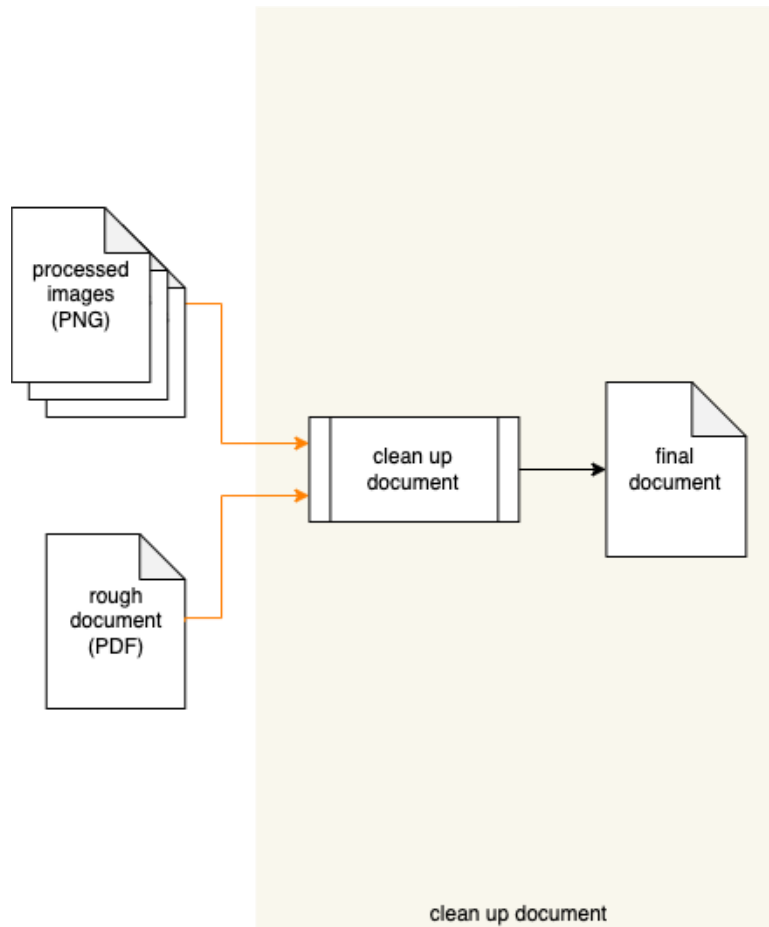 processed
images
(PNG)
clean up
document
final
document
rough
document
(PDF)
clean up document